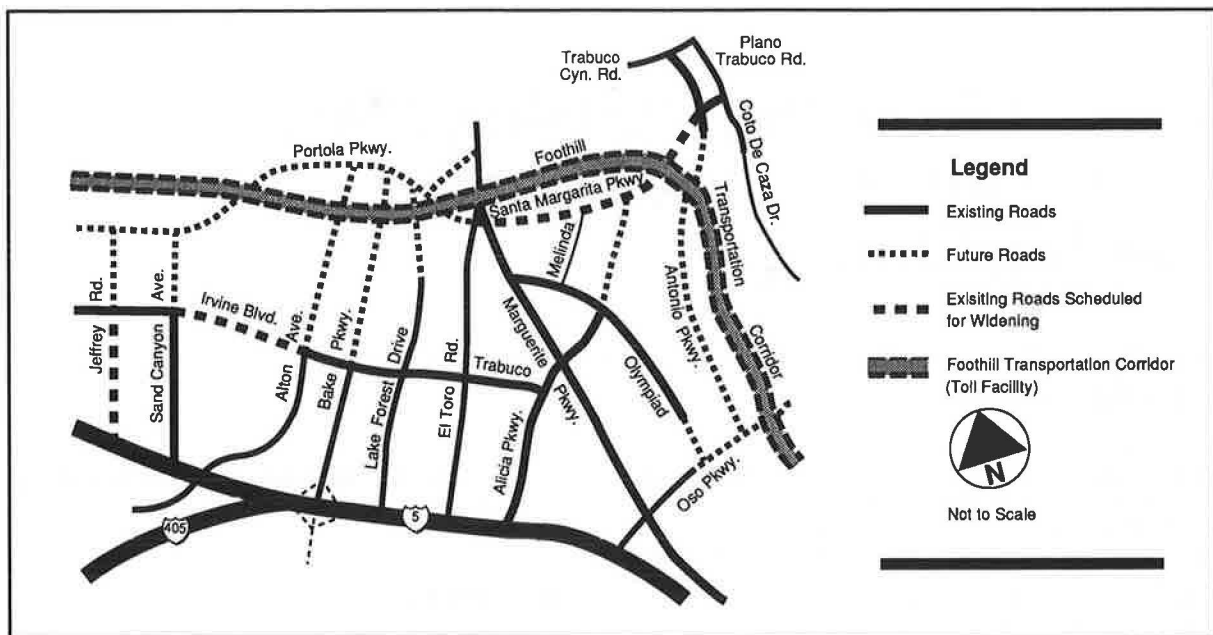 Trabuco
Cyn. Rd.
Plano
Trabuco Rd.
Coto De Caza Dr.
Portola Pkwy.
Foothill
Transportation
Corridor
Santa Margarita Pkwy
Melinda
Antonio Pkwy.
Jeffrey Rd.
Sand Canyon Ave.
Irvine Blvd.
Alton Ave.
Bake Pkwy.
Lake Forest Drive
El Toro Rd.
Trabuco
Marguerite Pkwy.
Alicia Pkwy.
Olympiad
Oso Pkwy.
405
5
Legend
Existing Roads
Future Roads
Exisiting Roads Scheduled
for Widening
Foothill Transportation Corridor
(Toll Facility)
N
Not to Scale